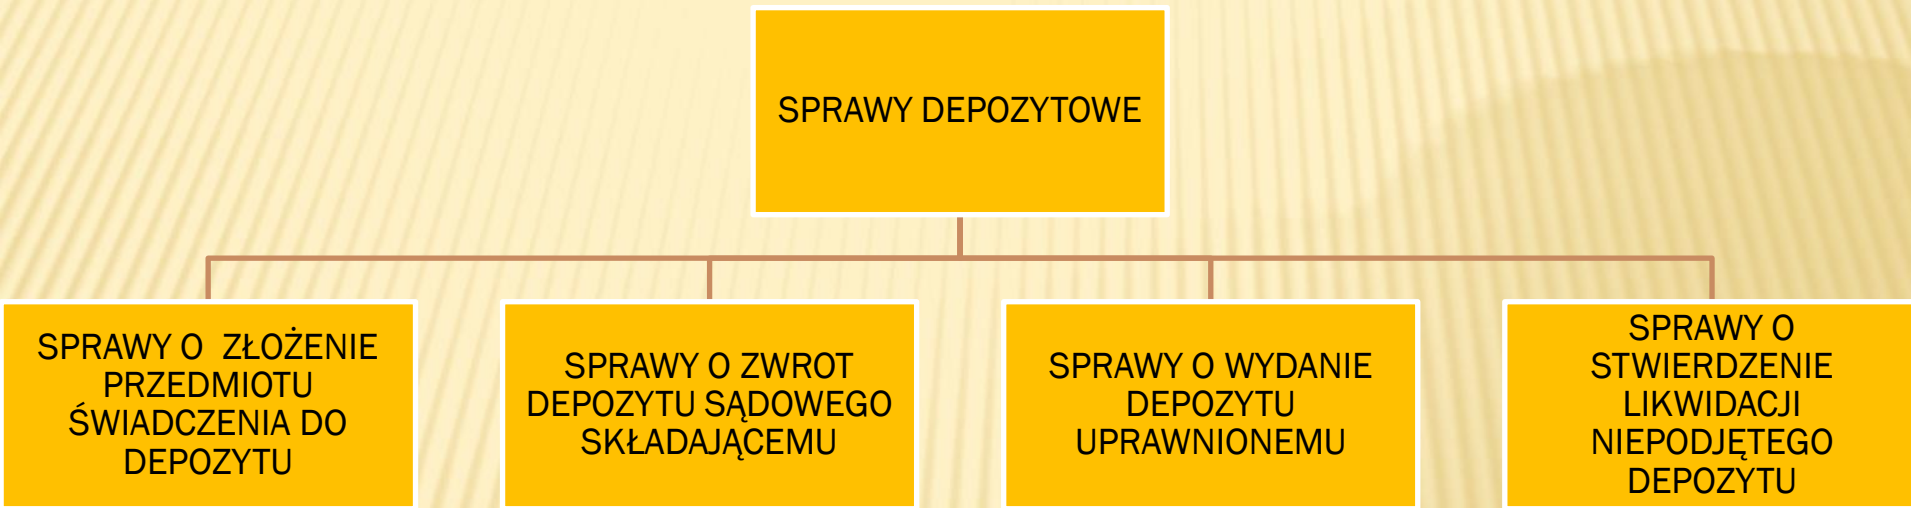 SPRAWY DEPOZYTOWE
SPRAWY O ZŁOŻENIE
PRZEDMIOTU
ŚWIADCZENIA DO
DEPOZYTU
SPRAWY O ZWROT
DEPOZYTU SĄDOWEGO
SKŁADAJĄCEMU
SPRAWY O WYDANIE
DEPOZYTU
UPRAWNIONEMU
SPRAWY O
STWIERDZENIE
LIKWIDACJI
NIEPODJĘTEGO
DEPOZYTU